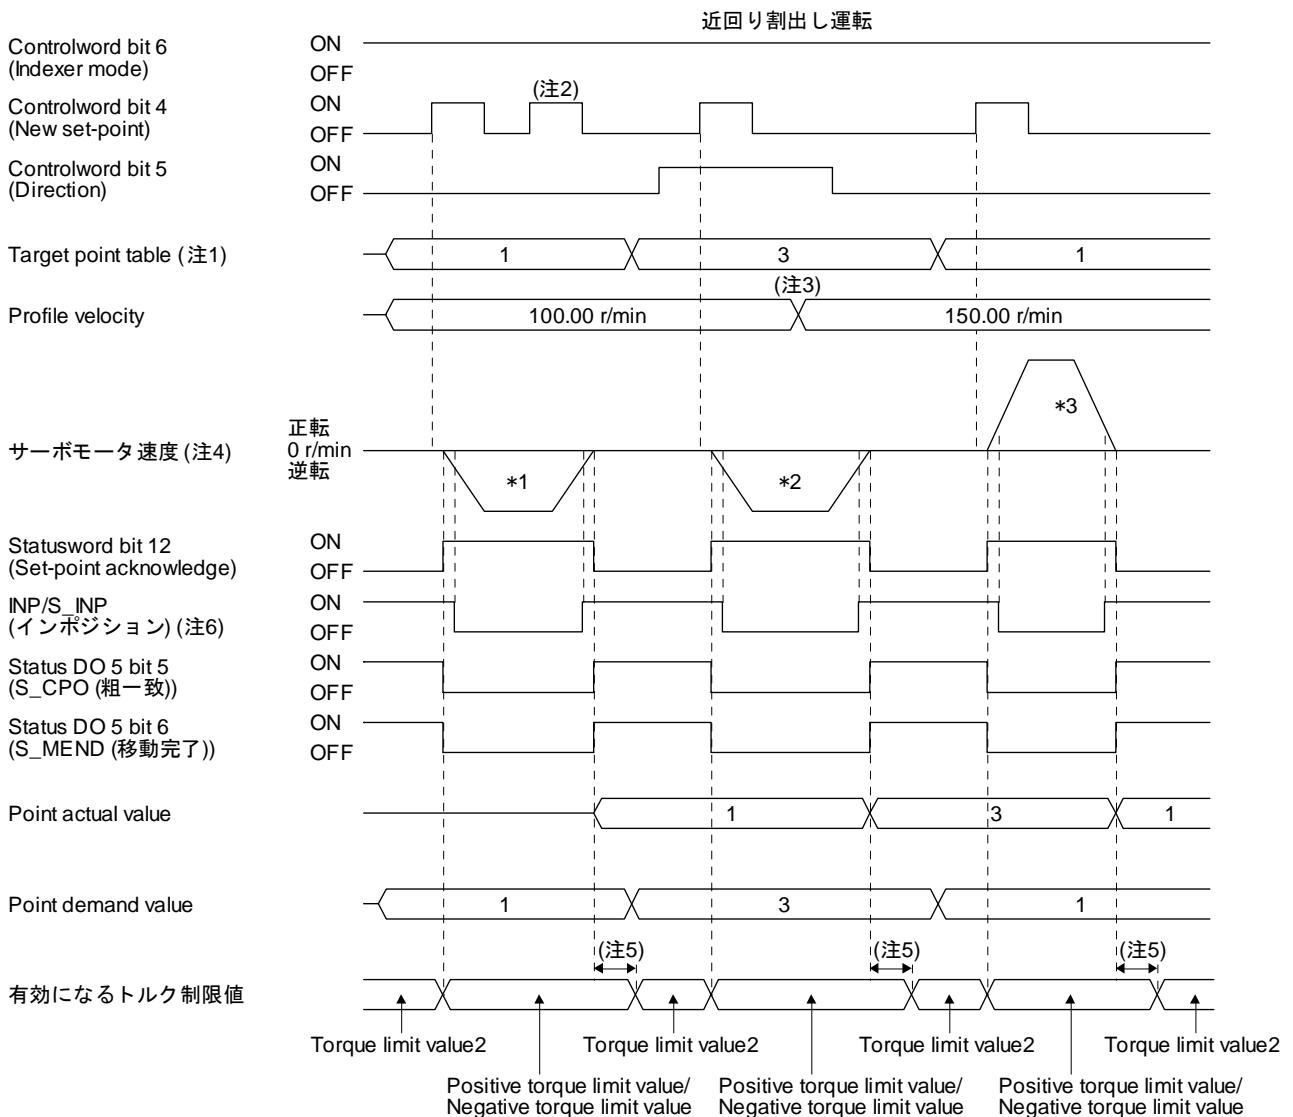 近回り割出し運転
Controlword bit 6
(Indexer mode)
ON
OFF
Controlword bit 4
(New set-point)
ON
OFF
(注2)
Controlword bit 5
(Direction)
ON
OFF
Target point table (注1)
1
3
1
(注3)
Profile velocity
100.00 r/min
150.00 r/min
サーボモータ速度 (注4)
正転
0 r/min
逆転
*1
*2
*3
Statusword bit 12
(Set-point acknowledge)
ON
OFF
INP/S_INP
(インポジション) (注6)
ON
OFF
Status DO 5 bit 5
(S_CPO (粗一致))
ON
OFF
Status DO 5 bit 6
(S_MEND (移動完了))
ON
OFF
Point actual value
1
3
1
Point demand value
1
3
1
(注5)
(注5)
(注5)
有効になるトルク制限値
Torque limit value2
Torque limit value2
Torque limit value2
Torque limit value2
Positive torque limit value/
Negative torque limit value
Positive torque limit value/
Negative torque limit value
Positive torque limit value/
Negative torque limit value